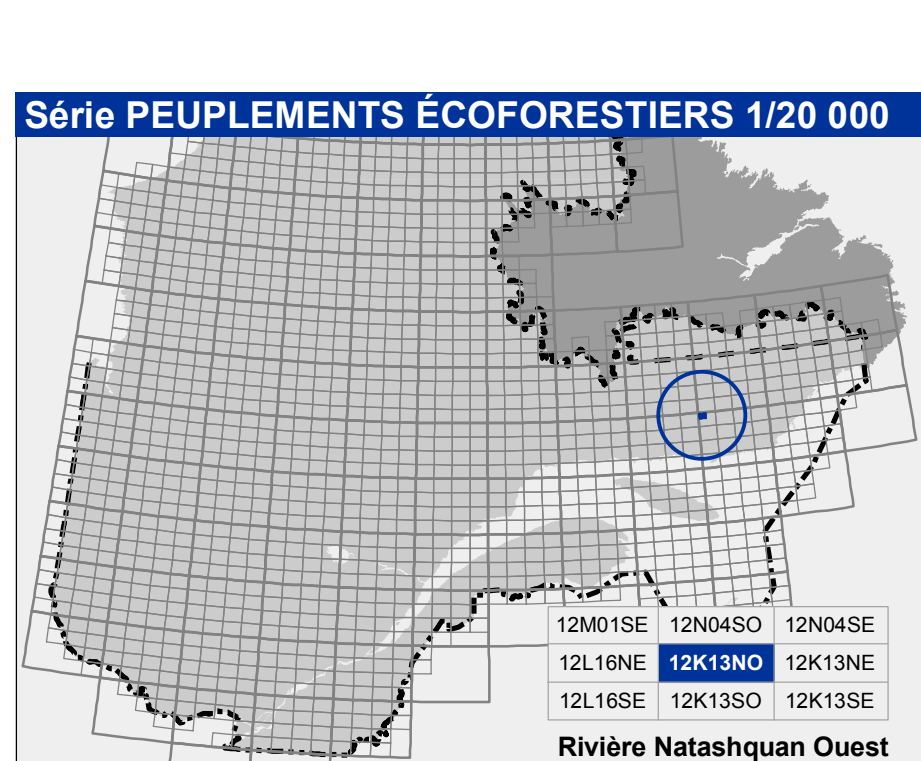 Série PEUPLEMENTS ÉCOFORESTIERS 1/20 000
12M01SE 12N04SO 12N04SE
12L16NE 12K13NO 12K13NE
12L16SE 12K13SO 12K13SE
Rivière Natashquan Ouest